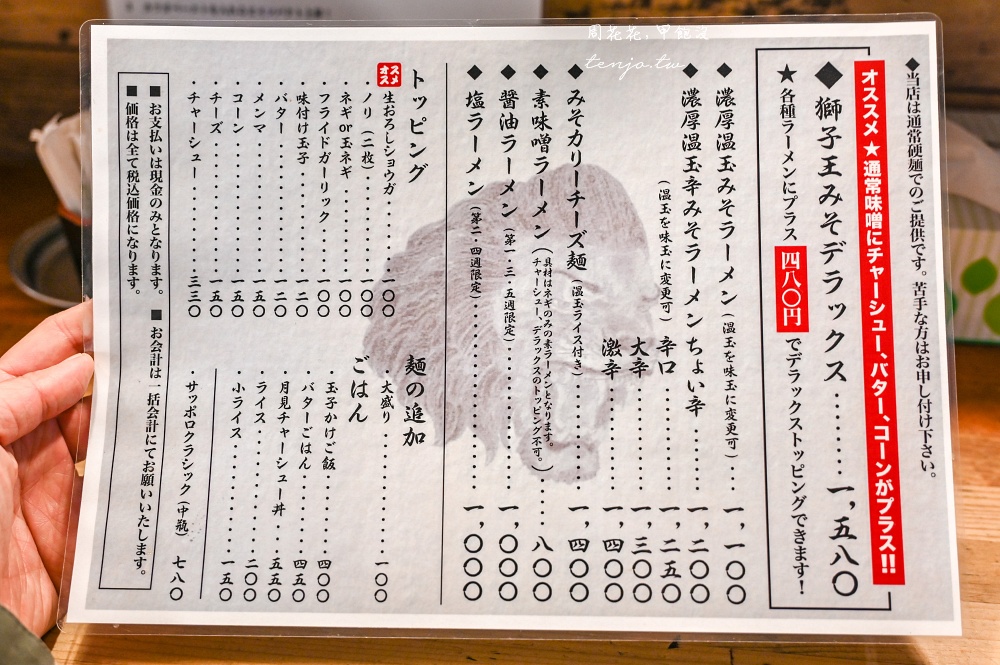 周花花,甲飽沒
tenjo.tw
◆当店は通常硬麺でのご提供です。苦手な方はお申し付け下さい。
オススメ★通常味噌にチャーシュー、バター、コーンがプラス!!
◆獅子王みそデラックス……一,五八〇
★各種ラーメンにプラス 四八〇円 でデラックストッピングできます!
◆濃厚温玉みそラーメン(温玉を味玉に変更可)…一,一〇〇
◆濃厚温玉辛みそラーメン ちょい辛…一,二〇〇
(温玉を味玉に変更可) 辛口…一,二五〇
大辛…一,三〇〇
激辛…一,四〇〇
◆みそカリーチーズ麺(温玉ライス付き)…一,四〇〇
◆素味噌ラーメン(具材はネギのみの素ラーメンとなります。
チャーシュー、デラックスのトッピング不可。)…八〇〇
◆醤油ラーメン(第一・三・五週限定)…一,〇〇〇
◆塩ラーメン(第二・四週限定)…一,〇〇〇
トッピング
オススメ 生おろしショウガ…一〇〇
ノリ(二枚)…一〇〇
ネギor玉ネギ…一〇〇
フライドガーリック…一〇〇
味付け玉子…一二〇
バター…一二〇
メンマ…一五〇
コーン…一五〇
チーズ…一五〇
チャーシュー…三三〇
麺の追加
大盛り…一〇〇
ごはん
玉子かけご飯…四〇〇
バターごはん…四五〇
月見チャーシュー丼…五五〇
ライス…二〇〇
小ライス…一五〇
サッポロクラシック(中瓶) 七八〇
■お支払いは現金のみとなります。 ■お会計は一括会計にてお願いいたします。
■価格は全て税込価格になります。